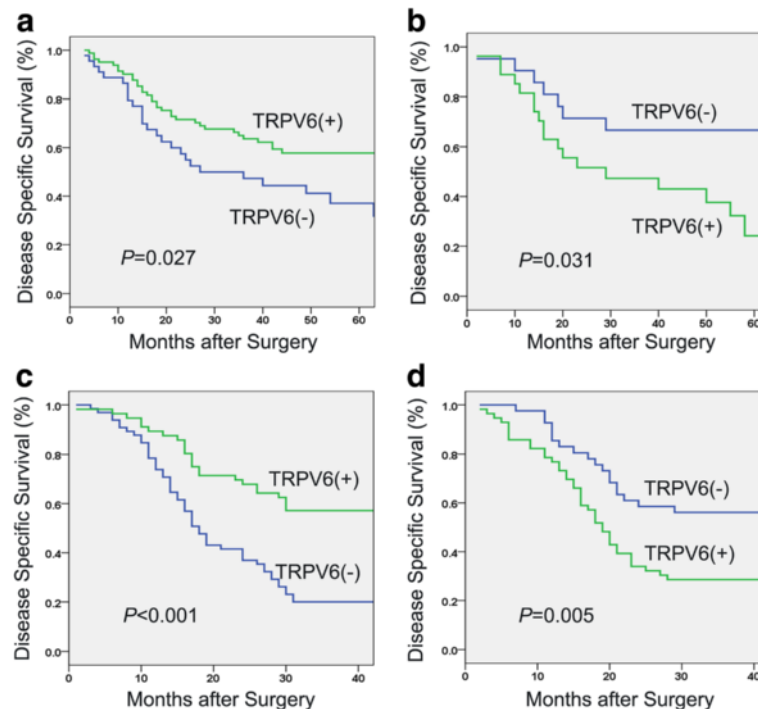 a
Disease Specific Survival (%)
1.0
0.8
0.6
0.4
0.2
0.0
TRPV6(+)
TRPV6(-)
P=0.027
0 10 20 30 40 50 60
Months after Surgery
b
Disease Specific Survival (%)
1.0
0.8
0.6
0.4
0.2
0.0
TRPV6(-)
TRPV6(+)
P=0.031
0 10 20 30 40 50 60
Months after Surgery
c
Disease Specific Survival (%)
1.0
0.8
0.6
0.4
0.2
0.0
TRPV6(+)
TRPV6(-)
P<0.001
0 10 20 30 40
Months after Surgery
d
Disease Specific Survival (%)
1.0
0.8
0.6
0.4
0.2
0.0
TRPV6(-)
TRPV6(+)
P=0.005
0 10 20 30 40
Months after Surgery